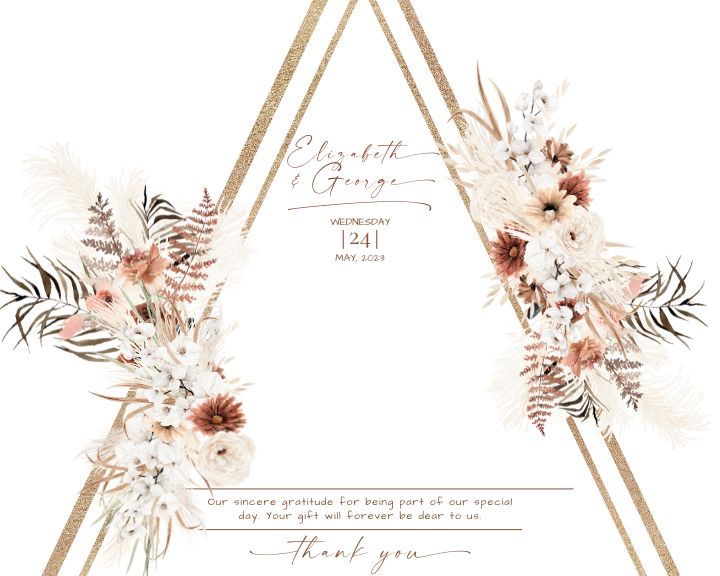 Elizabeth
& George
WEDNESDAY
|24|
MAY, 2023
Our sincere gratitude for being part of our special
day. Your gift will forever be dear to us.
thank you